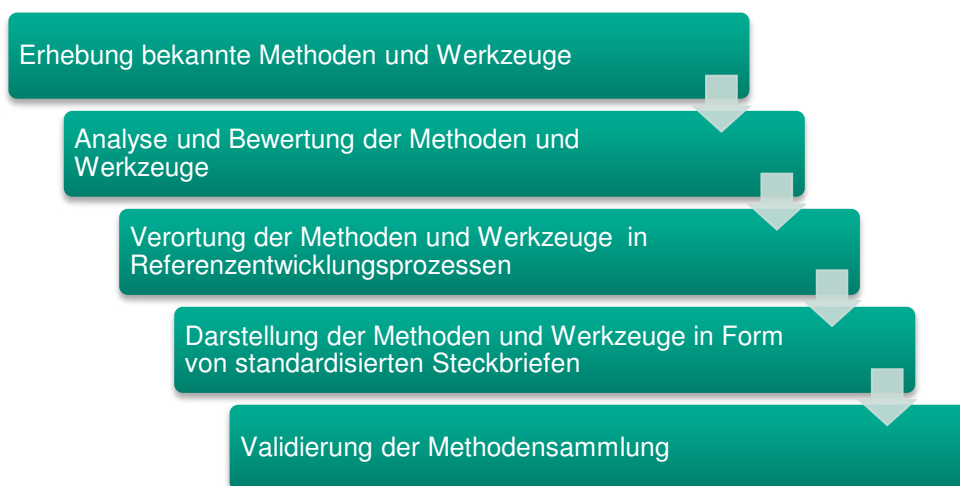 Erhebung bekannte Methoden und Werkzeuge
Analyse und Bewertung der Methoden und
Werkzeuge
Verortung der Methoden und Werkzeuge in
Referenzentwicklungsprozessen
Darstellung der Methoden und Werkzeuge in Form
von standardisierten Steckbriefen
Validierung der Methodensammlung